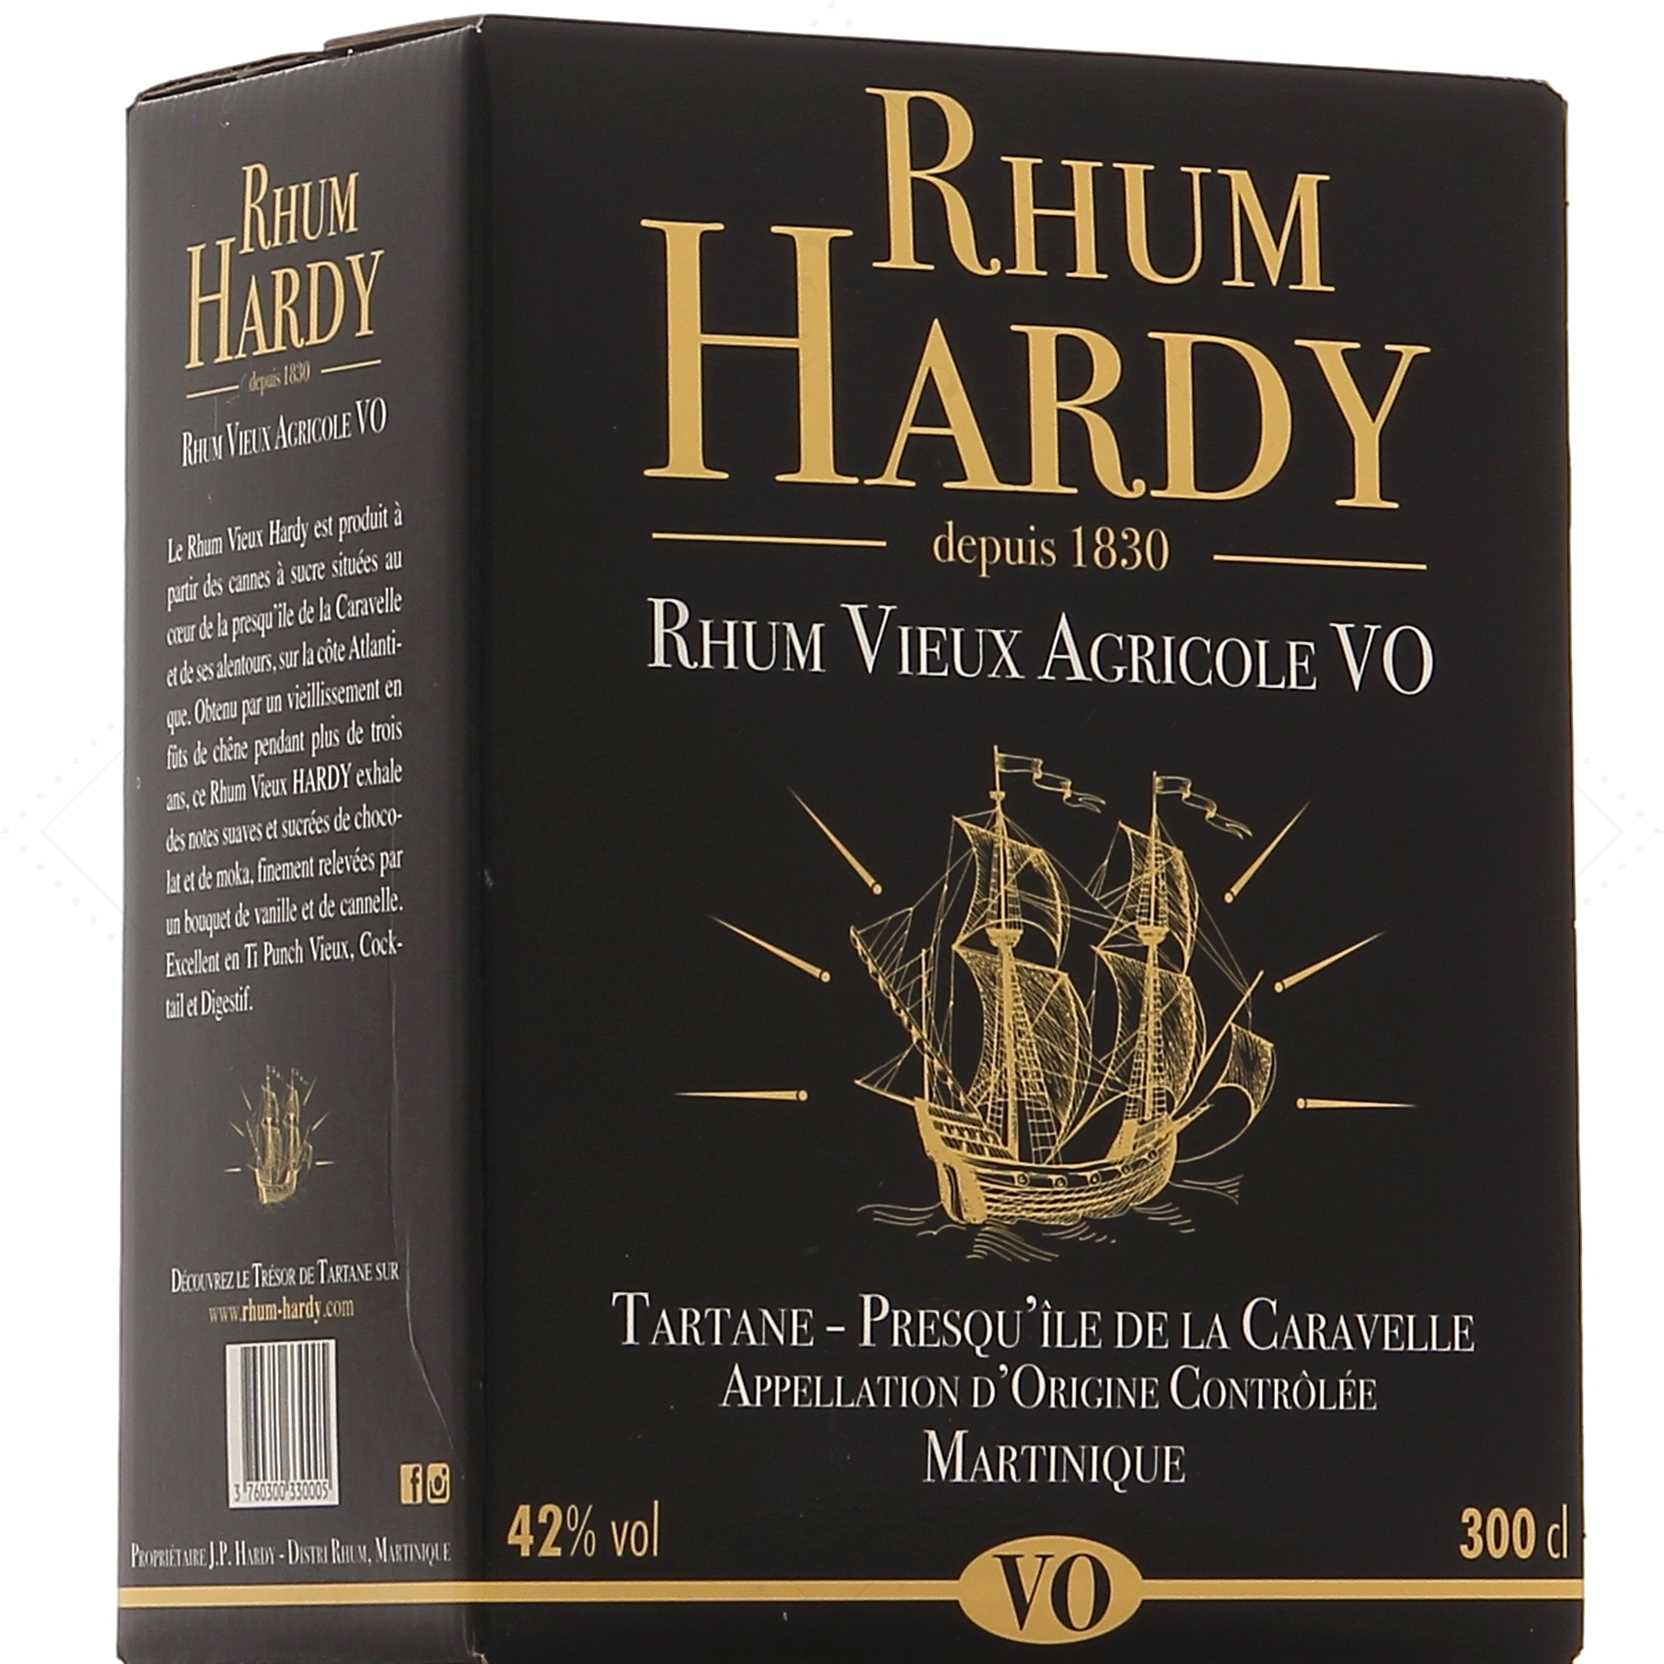 RHUM
HARDY
depuis 1830
RHUM VIEUX AGRICOLE VO
Le Rhum Vieux Hardy est produit à
partir des cannes à sucre situées au
cœur de la presqu'île de la Caravelle
et de ses alentours, sur la côte Atlanti-
que. Obtenu par un vieillissement en
fûts de chêne pendant plus de trois
ans, ce Rhum Vieux HARDY exhale
des notes suaves et sucrées de choco-
lat et de moka, finement relevées par
un bouquet de vanille et de cannelle.
Excellent en Ti Punch Vieux, Cock-
tail et Digestif.
DÉCOUVREZ LE TRÉSOR DE TARTANE SUR
www.rhum-hardy.com
3 760300 330005
PROPRIÉTAIRE J.P. HARDY - DISTRI RHUM, MARTINIQUE
RHUM
HARDY
depuis 1830
RHUM VIEUX AGRICOLE VO
TARTANE - PRESQU'ÎLE DE LA CARAVELLE
APPELLATION D'ORIGINE CONTRÔLÉE
MARTINIQUE
42% vol
300 cl
VO